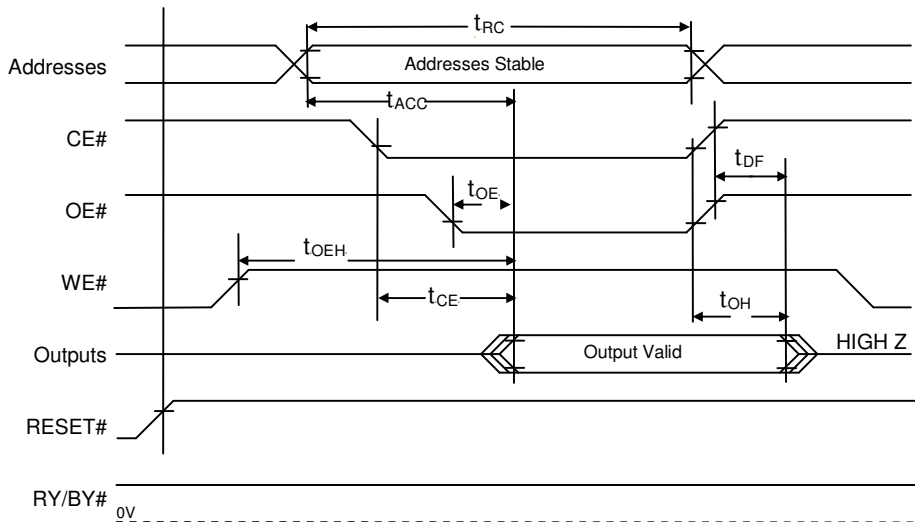 tRC
Addresses
Addresses Stable
tACC
CE#
tDF
tOE
OE#
tOEH
WE#
tCE
tOH
Outputs
Output Valid
HIGH Z
RESET#
RY/BY#
0V